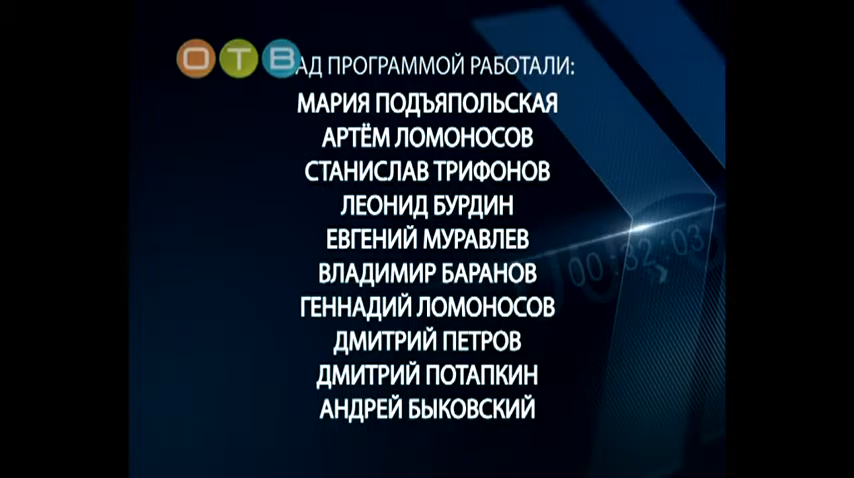 ОТВ
АД ПРОГРАММОЙ РАБОТАЛИ:
МАРИЯ ПОДЪЯПОЛЬСКАЯ
АРТЁМ ЛОМОНОСОВ
СТАНИСЛАВ ТРИФОНОВ
ЛЕОНИД БУРДИН
ЕВГЕНИЙ МУРАВЛЕВ
ВЛАДИМИР БАРАНОВ
00:32:03
ГЕННАДИЙ ЛОМОНОСОВ
ДМИТРИЙ ПЕТРОВ
ДМИТРИЙ ПОТАПКИН
АНДРЕЙ БЫКОВСКИЙ